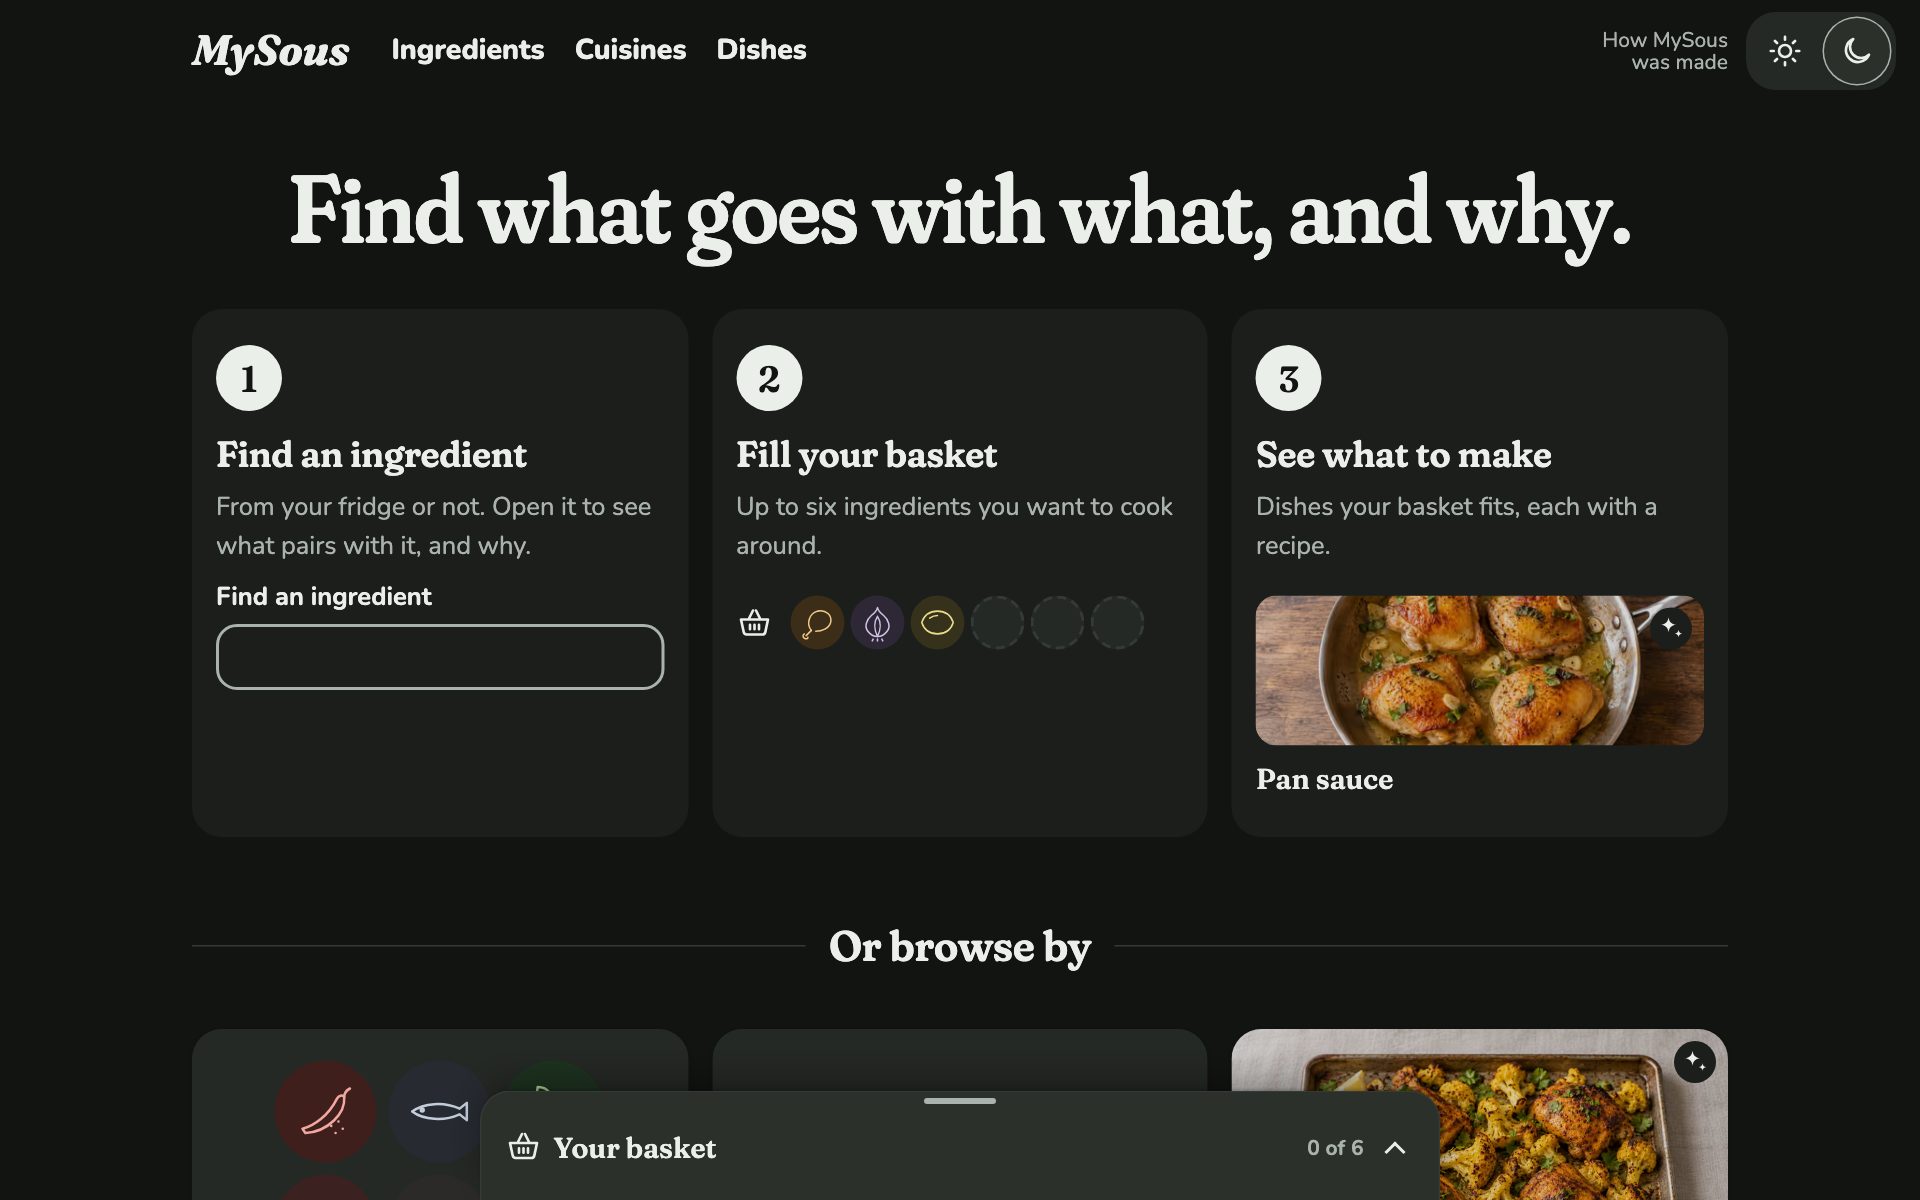 MySous
Ingredients
Cuisines
Dishes
How MySous
was made
Find what goes with what, and why.
1
Find an ingredient
From your fridge or not. Open it to see
what pairs with it, and why.
Find an ingredient
2
Fill your basket
Up to six ingredients you want to cook
around.
3
See what to make
Dishes your basket fits, each with a
recipe.
Pan sauce
Or browse by
Your basket
0 of 6